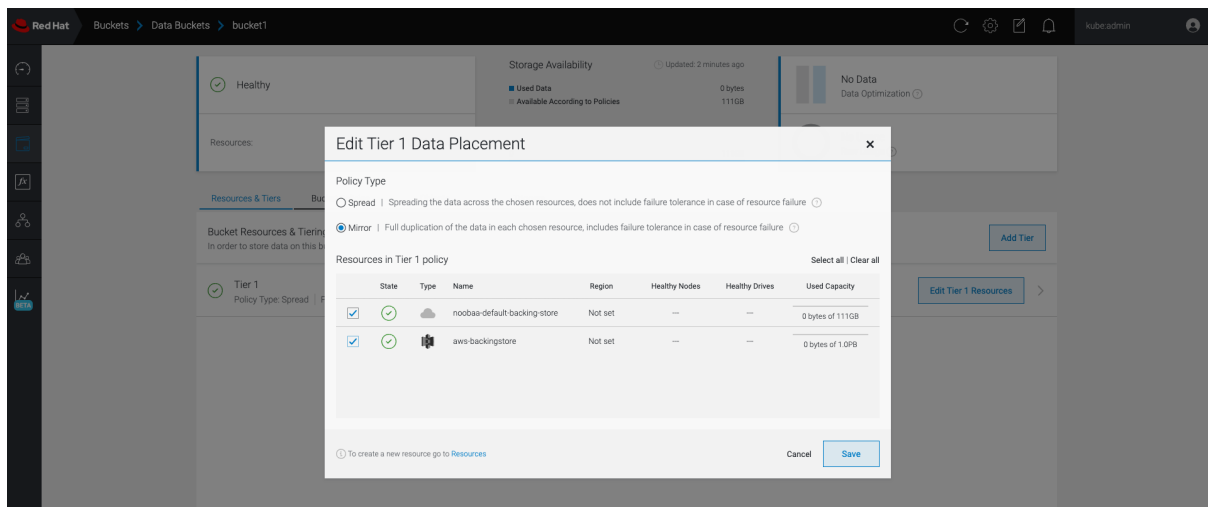 Red Hat
Buckets > Data Buckets > bucket1
kube:admin
Healthy
Storage Availability
Updated: 2 minutes ago
Used Data
0 bytes
Available According to Policies
111GB
No Data
Data Optimization
Resources:
Edit Tier 1 Data Placement
Policy Type
Spread | Spreading the data across the chosen resources, does not include failure tolerance in case of resource failure
Mirror | Full duplication of the data in each chosen resource, includes failure tolerance in case of resource failure
Resources in Tier 1 policy
Select all | Clear all
State Type Name Region Healthy Nodes Healthy Drives Used Capacity
noobaa-default-backing-store Not set — — 0 bytes of 111GB
aws-backingstore Not set — — 0 bytes of 1.0PB
To create a new resource go to Resources
Cancel
Save
Resources & Tiers
Buc
Bucket Resources & Tiering
In order to store data on this b
Add Tier
Tier 1
Policy Type: Spread
Edit Tier 1 Resources
BETA